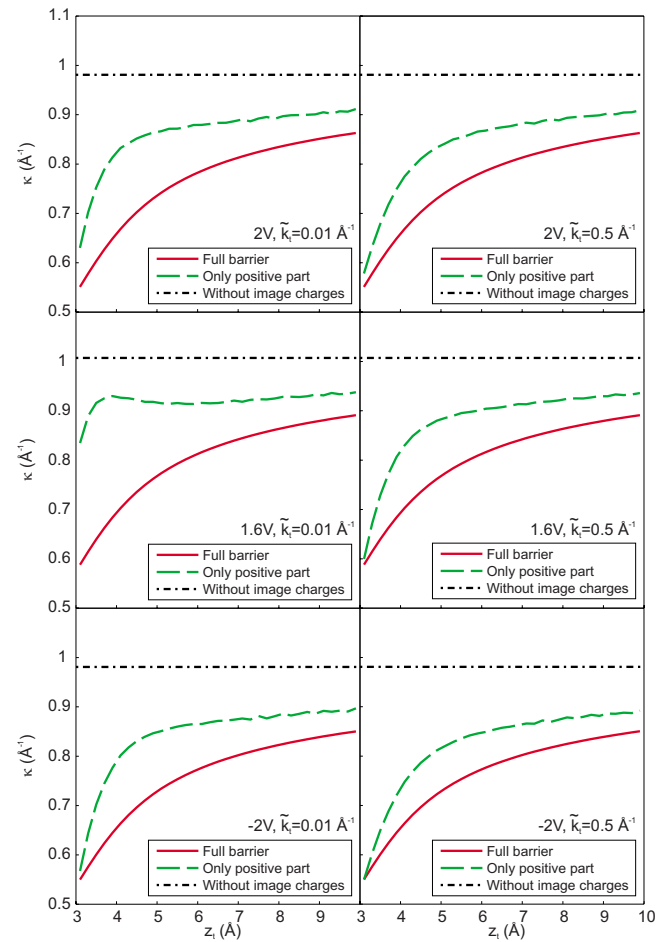 1.1
1
0.9
0.8
0.7
0.6
0.5
κ (Å⁻¹)
2V, k̃ₜ=0.01 Å⁻¹
Full barrier
Only positive part
Without image charges
2V, k̃ₜ=0.5 Å⁻¹
Full barrier
Only positive part
Without image charges
1
0.9
0.8
0.7
0.6
0.5
κ (Å⁻¹)
1.6V, k̃ₜ=0.01 Å⁻¹
Full barrier
Only positive part
Without image charges
1.6V, k̃ₜ=0.5 Å⁻¹
Full barrier
Only positive part
Without image charges
1
0.9
0.8
0.7
0.6
0.5
κ (Å⁻¹)
-2V, k̃ₜ=0.01 Å⁻¹
Full barrier
Only positive part
Without image charges
-2V, k̃ₜ=0.5 Å⁻¹
Full barrier
Only positive part
Without image charges
3 4 5 6 7 8 9 3 4 5 6 7 8 9 10
zₜ (Å) zₜ (Å)